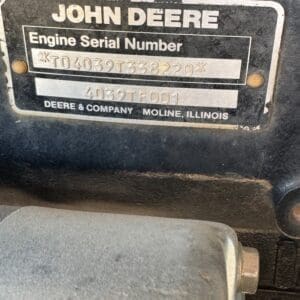 JOHN DEERE
Engine Serial Number
*T04039T338220*
4039TF001
DEERE & COMPANY MOLINE, ILLINOIS